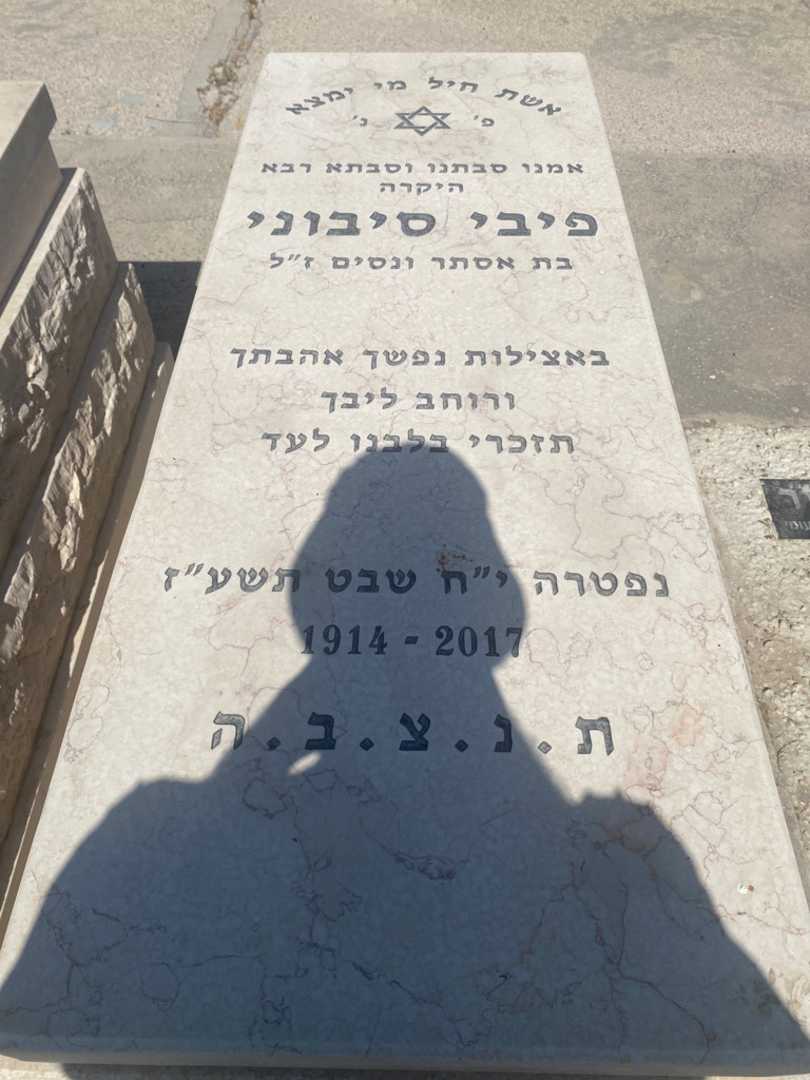 אשת חיל מי ימצא
פ' נ'
אמנו סבתנו וסבתא רבא
היקרה
פיבי סיבוני
בת אסתר ונסים ז"ל
באצילות נפשך אהבתך
ורוחב ליבך
תזכרי בלבנו לעד
נפטרה י"ח שבט תשע"ז
1914 - 2017
ת.נ.צ.ב.ה